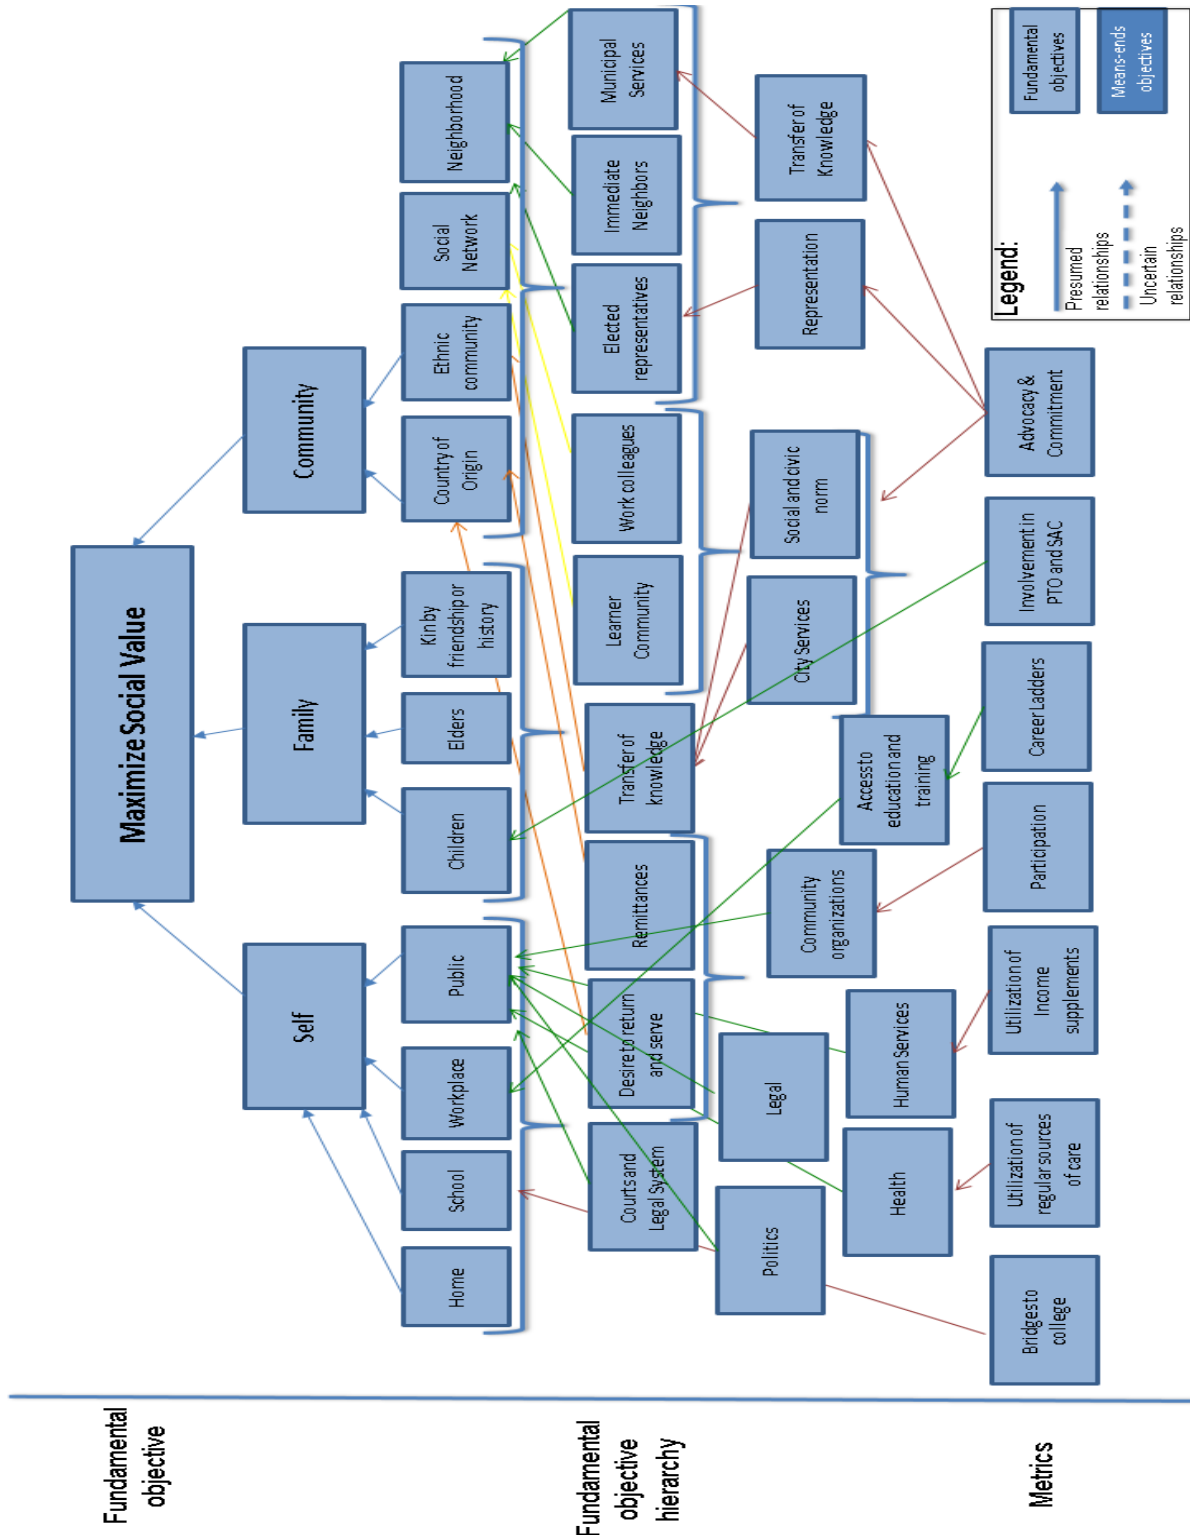 Fundamental
objective
Maximize Social Value
Self
Family
Community
Home
School
Workplace
Public
Children
Elders
Kin by
friendship or
history
Country of
Origin
Ethnic
community
Social
Network
Neighborhood
Fundamental
objective
hierarchy
Courts and
Legal System
Desire to return
and serve
Remittances
Transfer of
knowledge
Learner
Community
Work colleagues
Elected
representatives
Immediate
Neighbors
Municipal
Services
Politics
Legal
Community
organizations
City Services
Social and civic
norm
Representation
Transfer of
Knowledge
Health
Human Services
Access to
education and
training
Metrics
Bridges to
college
Utilization of
regular sources
of care
Utilization of
Income
supplements
Participation
Career Ladders
Involvement in
PTO and SAC
Advocacy &
Commitment
Legend:
Presumed
relationships
Uncertain
relationships
Fundamental
objectives
Means-ends
objectives